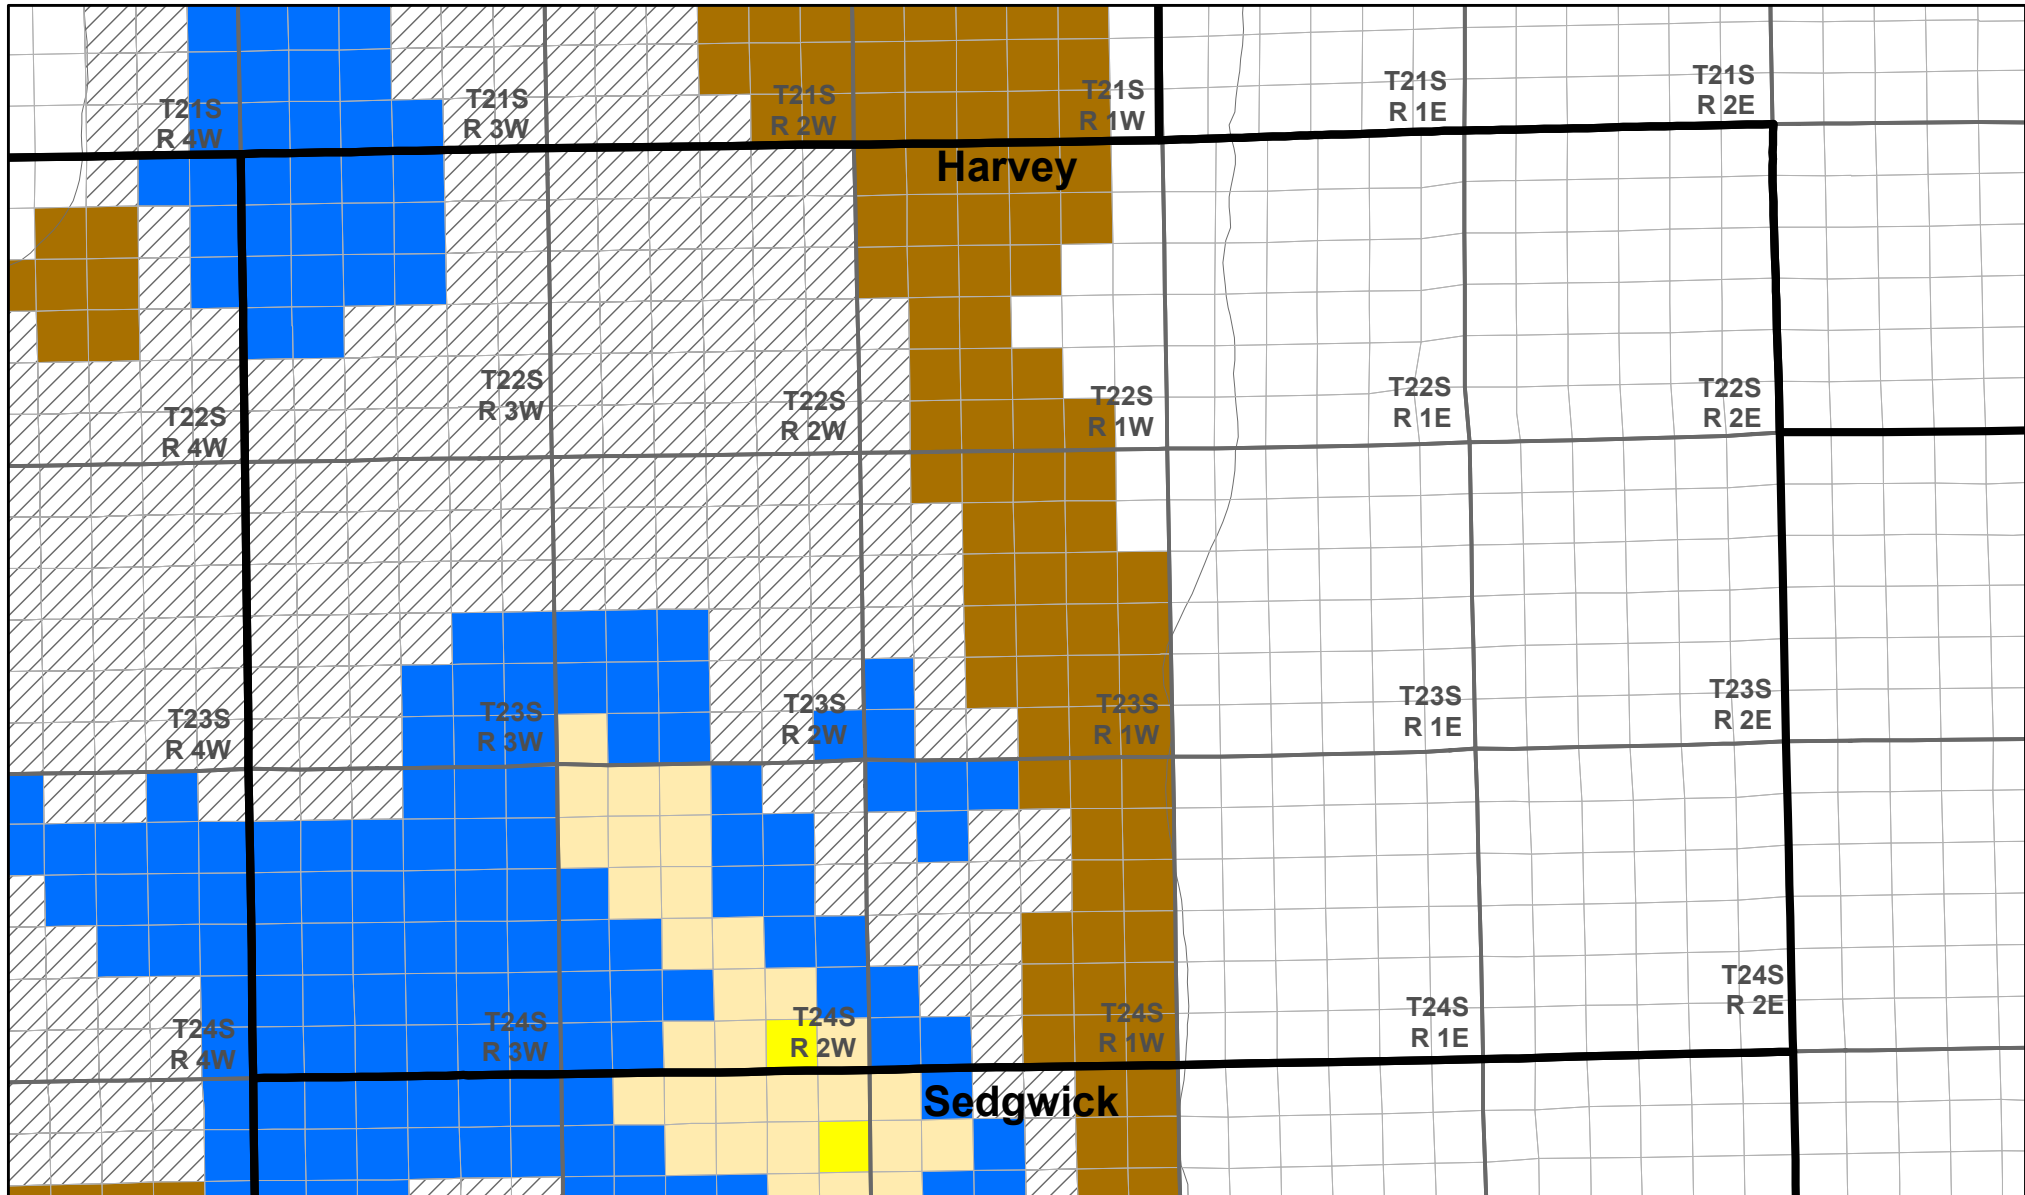 T21S
R 4W
T21S
R 3W
T21S
R 2W
T21S
R 1W
T21S
R 1E
T21S
R 2E
Harvey
T22S
R 4W
T22S
R 3W
T22S
R 2W
T22S
R 1W
T22S
R 1E
T22S
R 2E
T23S
R 4W
T23S
R 3W
T23S
R 2W
T23S
R 1W
T23S
R 1E
T23S
R 2E
T24S
R 4W
T24S
R 3W
T24S
R 2W
T24S
R 1W
T24S
R 1E
T24S
R 2E
Sedgwick